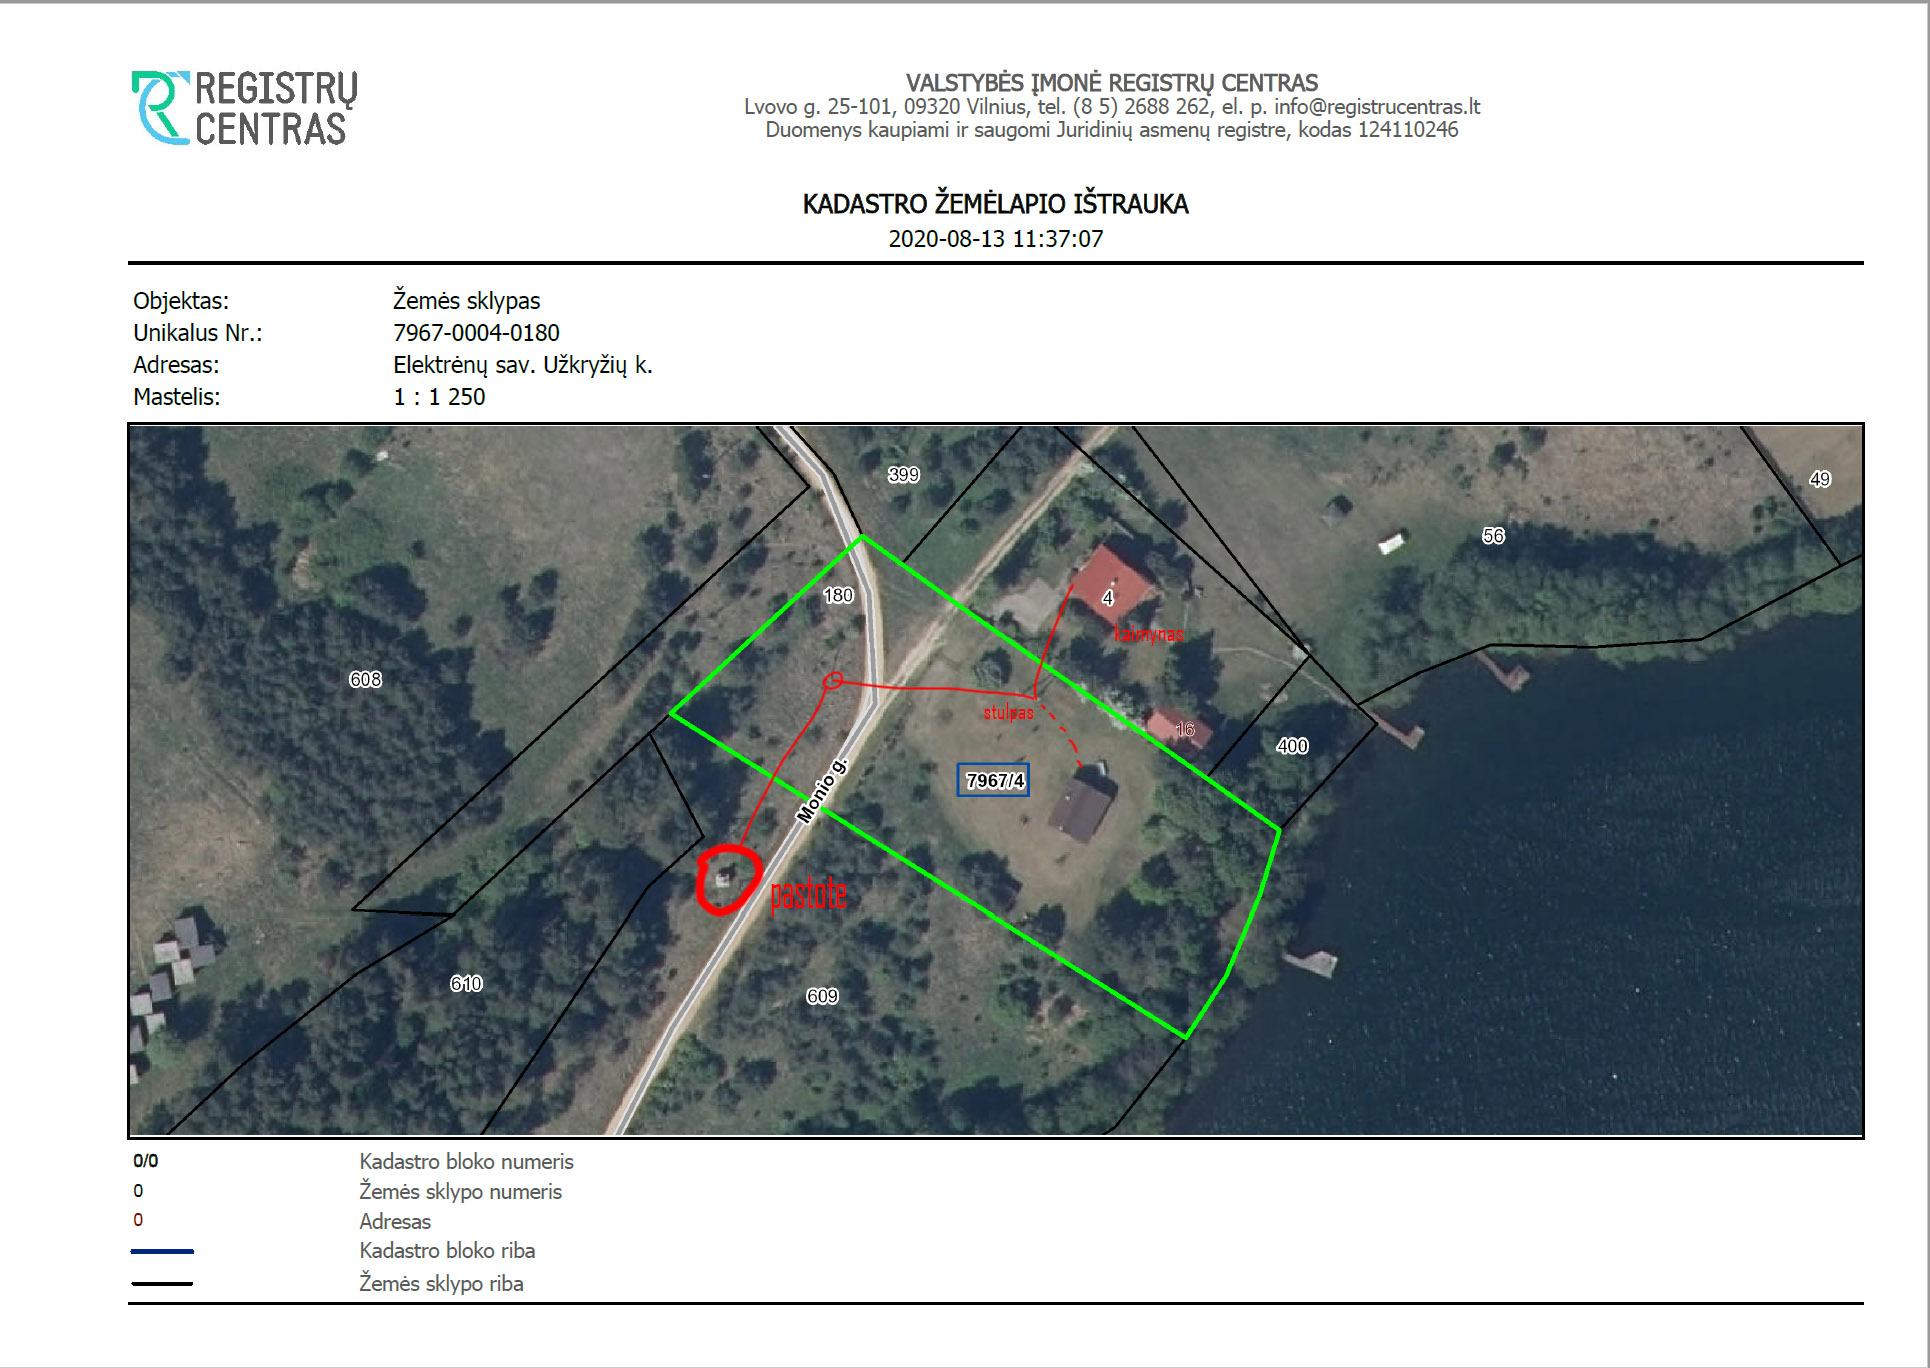 REGISTRŲ
CENTRAS
VALSTYBĖS ĮMONĖ REGISTRŲ CENTRAS
Lvovo g. 25-101, 09320 Vilnius, tel. (8 5) 2688 262, el. p. info@registrucentras.lt
Duomenys kaupiami ir saugomi Juridinių asmenų registre, kodas 124110246
KADASTRO ŽEMĖLAPIO IŠTRAUKA
2020-08-13 11:37:07
Objektas: Žemės sklypas
Unikalus Nr.: 7967-0004-0180
Adresas: Elektrėnų sav. Užkryžių k.
Mastelis: 1 : 1 250
399
49
56
180
4
kaimynas
608
stulpas
16
400
7967/4
Monio g.
pastote
610
609
0/0 Kadastro bloko numeris
0 Žemės sklypo numeris
0 Adresas
Kadastro bloko riba
Žemės sklypo riba